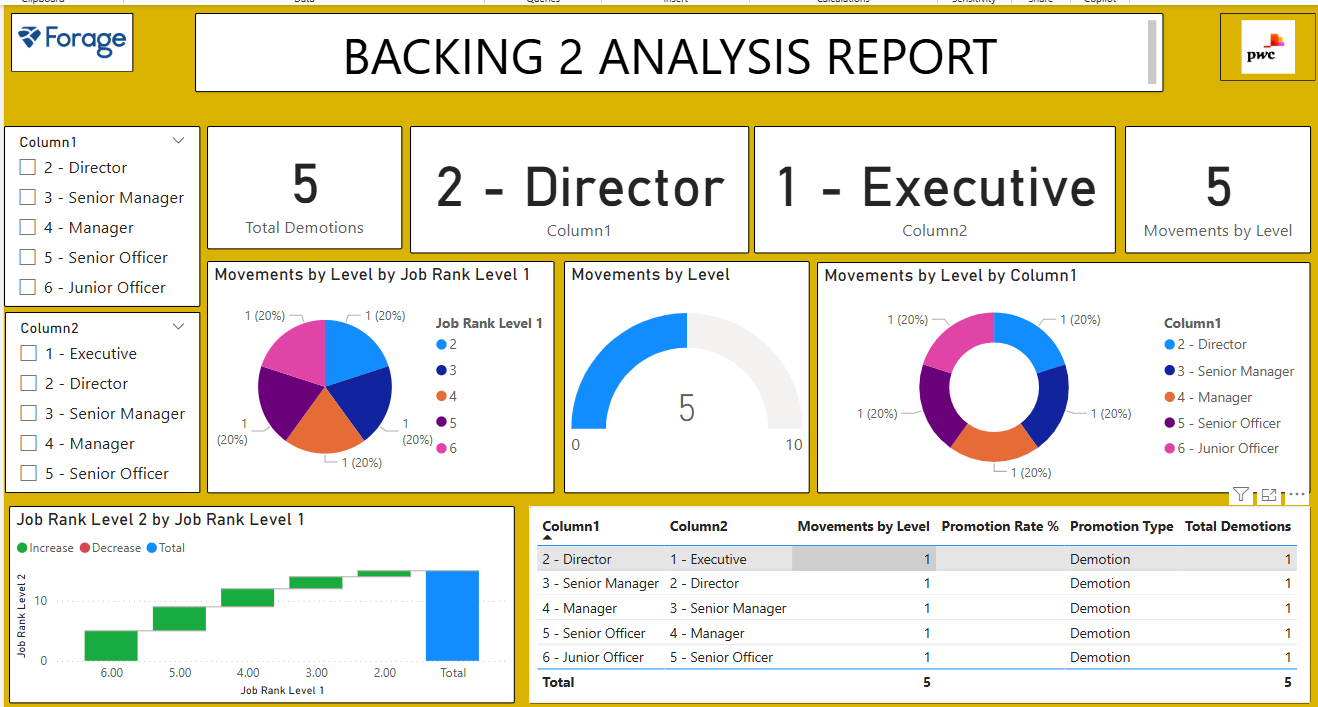 Clipboard
Data
Queries
Insert
Calculations
Sensitivity
Share
Copilot
Forage
BACKING 2 ANALYSIS REPORT
pwc
Column1
2 - Director
3 - Senior Manager
4 - Manager
5 - Senior Officer
6 - Junior Officer
5
Total Demotions
2 - Director
Column1
1 - Executive
Column2
5
Movements by Level
Column2
1 - Executive
2 - Director
3 - Senior Manager
4 - Manager
5 - Senior Officer
Movements by Level by Job Rank Level 1
1 (20%)
1 (20%)
1
(20%)
1
(20%)
1 (20%)
Job Rank Level 1
2
3
4
5
6
Movements by Level
5
0
10
Movements by Level by Column1
1 (20%)
1 (20%)
1 (20%)
1 (20%)
1 (20%)
Column1
2 - Director
3 - Senior Manager
4 - Manager
5 - Senior Officer
6 - Junior Officer
Job Rank Level 2 by Job Rank Level 1
Increase Decrease Total
Job Rank Level 2
10
0
6.00 5.00 4.00 3.00 2.00 Total
Job Rank Level 1
Column1 Column2 Movements by Level Promotion Rate % Promotion Type Total Demotions
2 - Director 1 - Executive 1 Demotion 1
3 - Senior Manager 2 - Director 1 Demotion 1
4 - Manager 3 - Senior Manager 1 Demotion 1
5 - Senior Officer 4 - Manager 1 Demotion 1
6 - Junior Officer 5 - Senior Officer 1 Demotion 1
Total 5 5